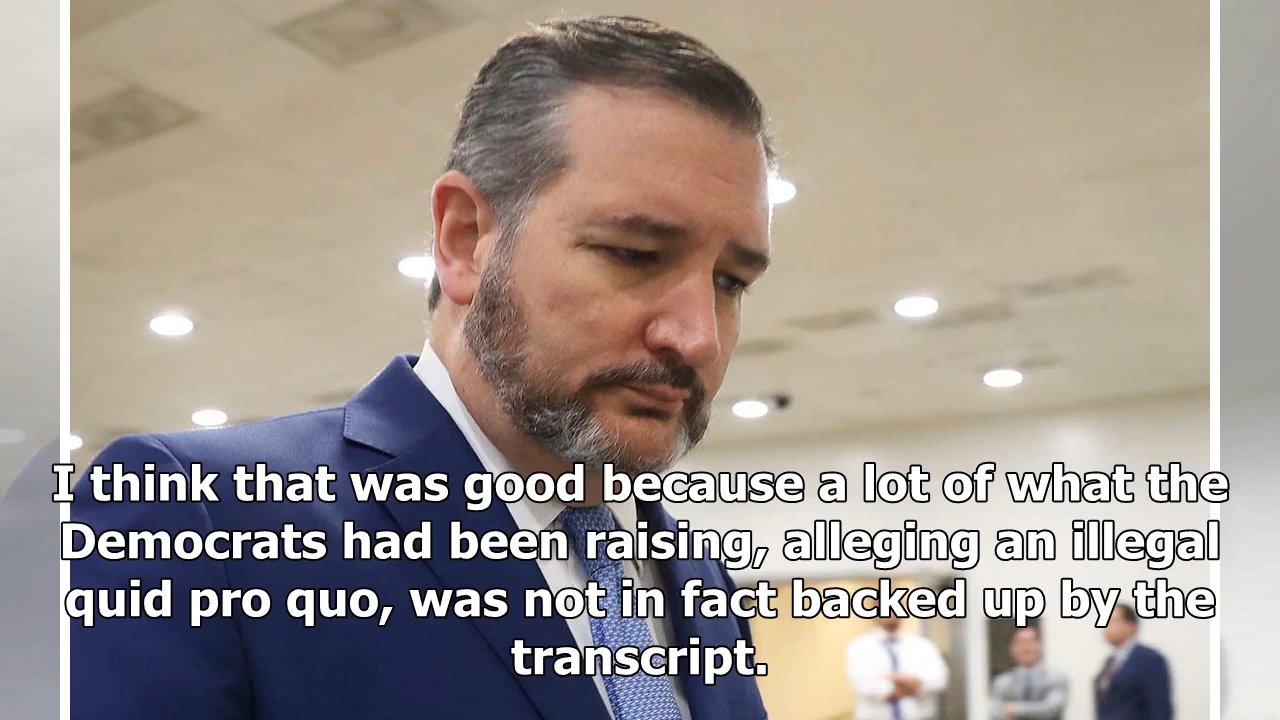 I think that was good because a lot of what the
Democrats had been raising, alleging an illegal
quid pro quo, was not in fact backed up by the
transcript.